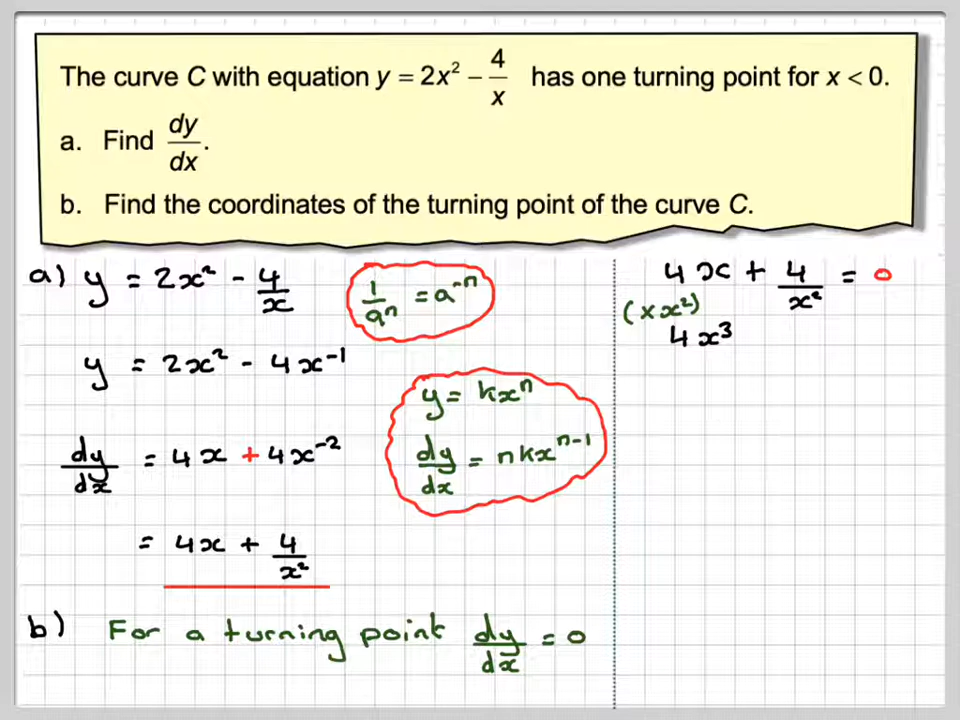 The curve C with equation y = 2x² − 4/x has one turning point for x < 0.
a. Find dy/dx.
b. Find the coordinates of the turning point of the curve C.
a) y = 2x² - 4/x
1/aⁿ = a⁻ⁿ
y = 2x² - 4x⁻¹
y = kxⁿ
dy/dx = nkxⁿ⁻¹
dy/dx = 4x + 4x⁻²
= 4x + 4/x²
b) For a turning point dy/dx = 0
4x + 4/x² = 0
(× x²)
4x³